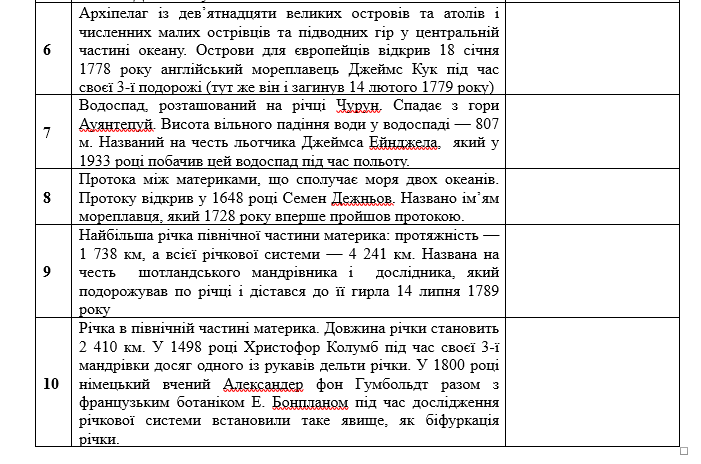 6
Архіпелаг із дев’ятнадцяти великих островів та атолів і
численних малих острівців та підводних гір у центральній
частині океану. Острови для європейців відкрив 18 січня
1778 року англійський мореплавець Джеймс Кук під час
своєї 3-ї подорожі (тут же він і загинув 14 лютого 1779 року)
7
Водоспад, розташований на річці Чурун. Спадає з гори
Ауянтепуй. Висота вільного падіння води у водоспаді — 807
м. Названий на честь льотчика Джеймса Ейнджела, який у
1933 році побачив цей водоспад під час польоту.
8
Протока між материками, що сполучає моря двох океанів.
Протоку відкрив у 1648 році Семен Дежньов. Названо ім’ям
мореплавця, який 1728 року вперше пройшов протокою.
9
Найбільша річка північної частини материка: протяжність —
1 738 км, а всієї річкової системи — 4 241 км. Названа на
честь шотландського мандрівника і дослідника, який
подорожував по річці і дістався до її гирла 14 липня 1789
року
10
Річка в північній частині материка. Довжина річки становить
2 410 км. У 1498 році Христофор Колумб під час своєї 3-ї
мандрівки досяг одного із рукавів дельти річки. У 1800 році
німецький вчений Александер фон Гумбольдт разом з
французьким ботаніком Е. Бонпланом під час дослідження
річкової системи встановили таке явище, як біфуркація
річки.